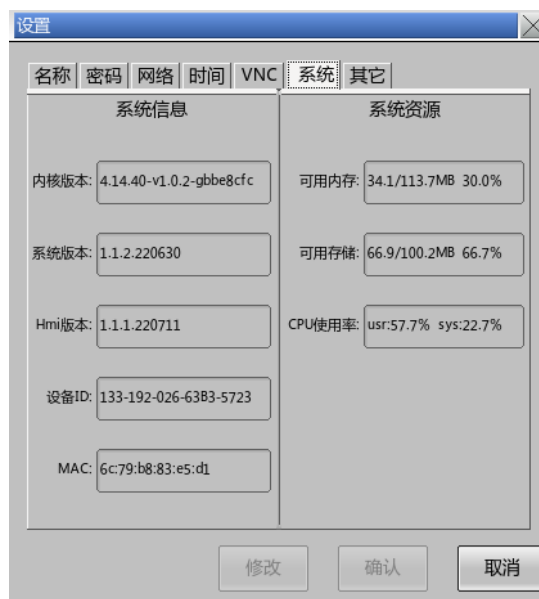 设置
名称 密码 网络 时间 VNC 系统 其它
系统信息
内核版本: 4.14.40-v1.0.2-gbbe8cfc
系统版本: 1.1.2.220630
Hmi版本: 1.1.1.220711
设备ID: 133-192-026-63B3-5723
MAC: 6c:79:b8:83:e5:d1
系统资源
可用内存: 34.1/113.7MB 30.0%
可用存储: 66.9/100.2MB 66.7%
CPU使用率: usr:57.7% sys:22.7%
修改 确认 取消